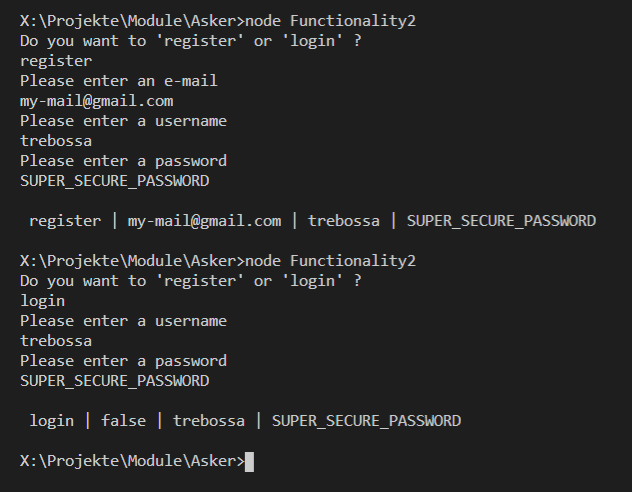 X:\Projekte\Module\Asker>node Functionality2
Do you want to 'register' or 'login' ?
register
Please enter an e-mail
my-mail@gmail.com
Please enter a username
trebossa
Please enter a password
SUPER_SECURE_PASSWORD
register | my-mail@gmail.com | trebossa | SUPER_SECURE_PASSWORD
X:\Projekte\Module\Asker>node Functionality2
Do you want to 'register' or 'login' ?
login
Please enter a username
trebossa
Please enter a password
SUPER_SECURE_PASSWORD
login | false | trebossa | SUPER_SECURE_PASSWORD
X:\Projekte\Module\Asker>